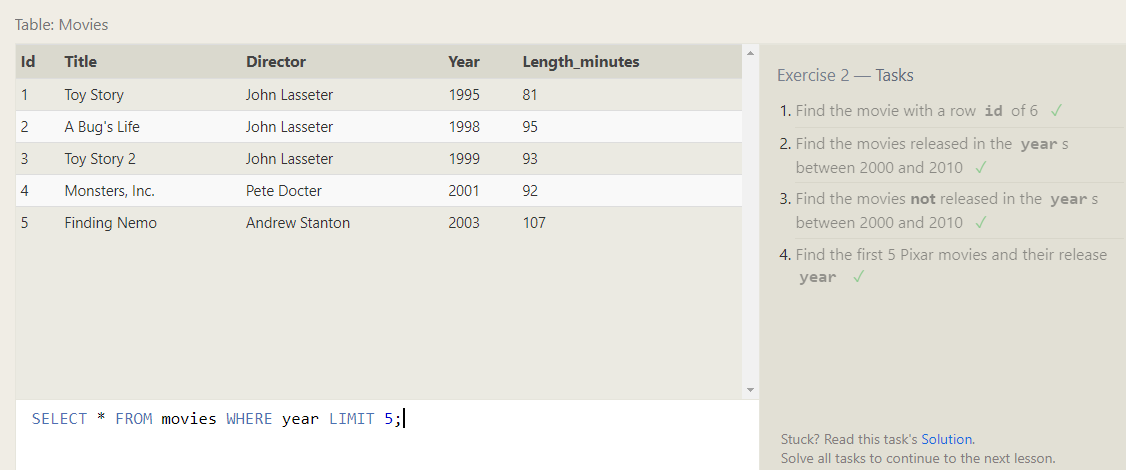 Table: Movies
Id Title Director Year Length_minutes
1 Toy Story John Lasseter 1995 81
2 A Bug's Life John Lasseter 1998 95
3 Toy Story 2 John Lasseter 1999 93
4 Monsters, Inc. Pete Docter 2001 92
5 Finding Nemo Andrew Stanton 2003 107
SELECT * FROM movies WHERE year LIMIT 5;
Exercise 2 — Tasks
1. Find the movie with a row id of 6 ✓
2. Find the movies released in the year s
between 2000 and 2010 ✓
3. Find the movies not released in the year s
between 2000 and 2010 ✓
4. Find the first 5 Pixar movies and their release
year ✓
Stuck? Read this task's Solution.
Solve all tasks to continue to the next lesson.